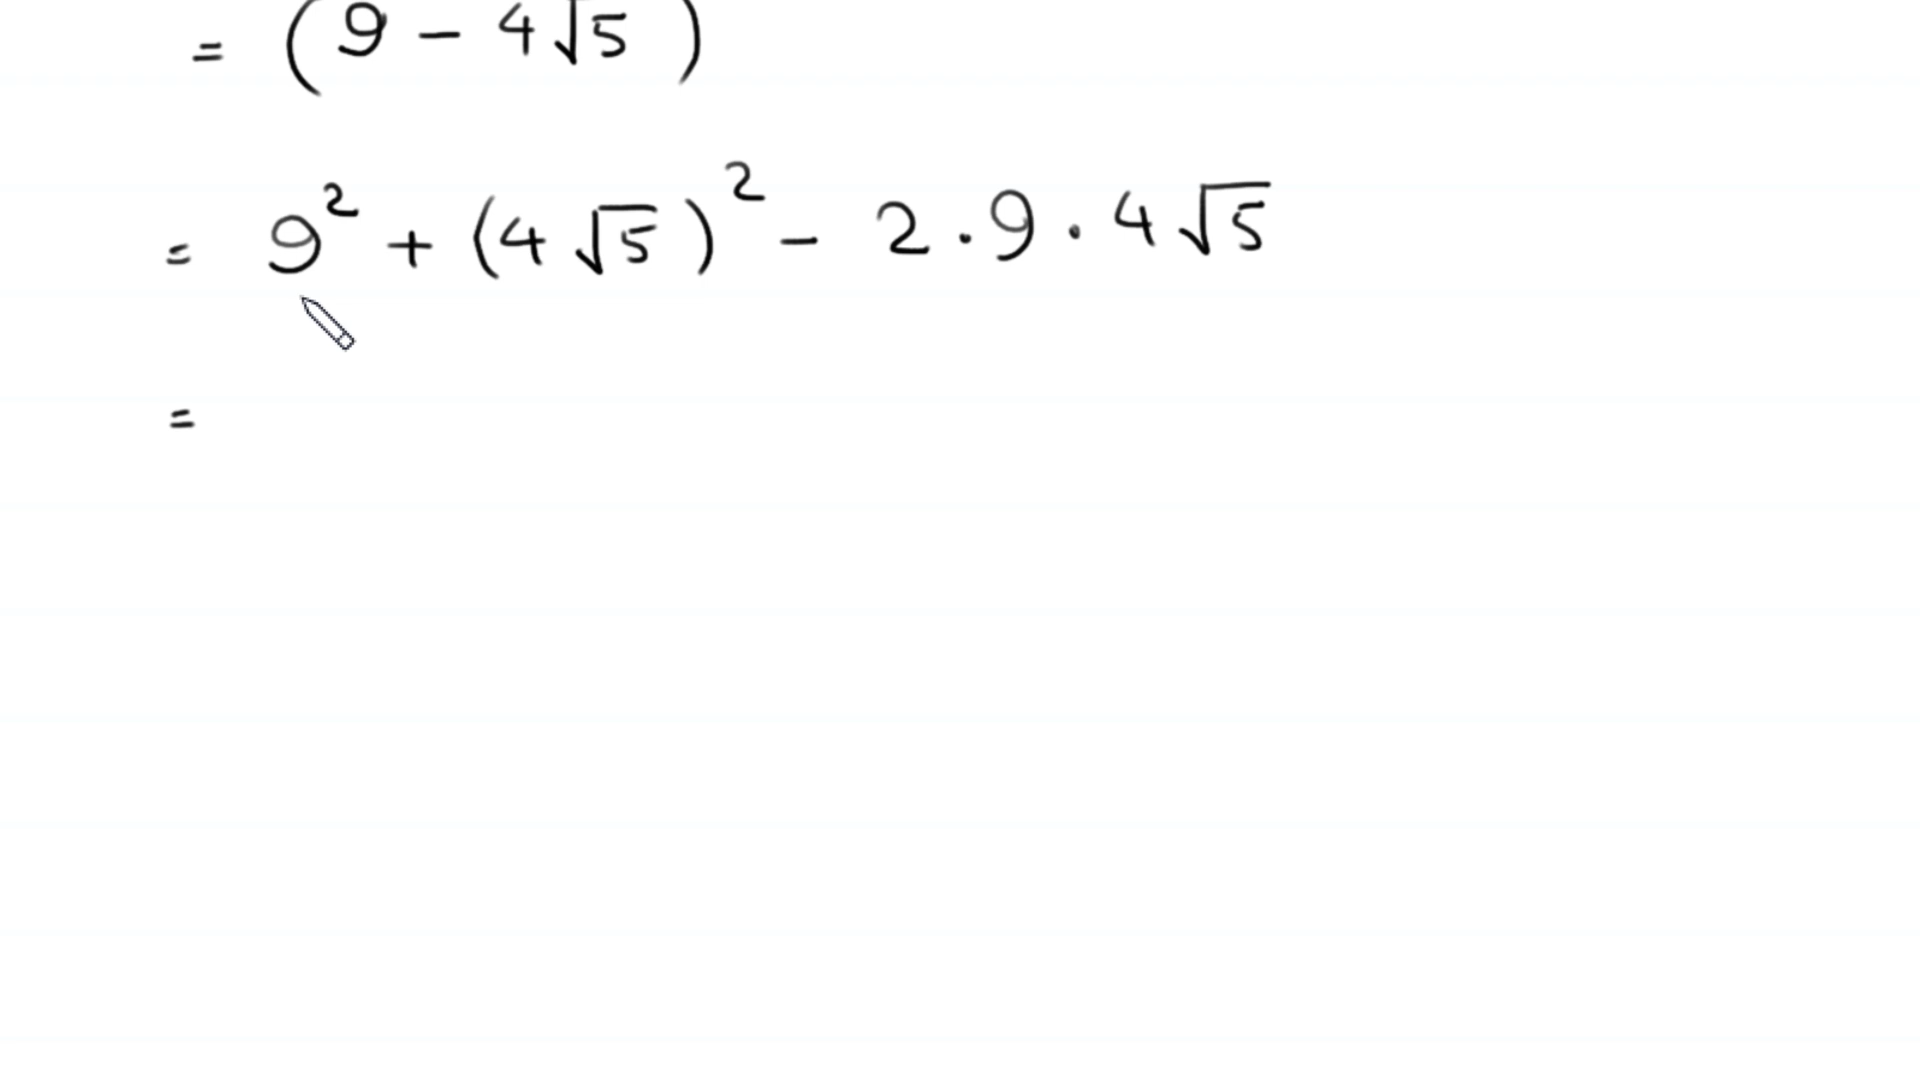 = (9 - 4√5)
= 9² + (4√5)² - 2 · 9 · 4√5
=